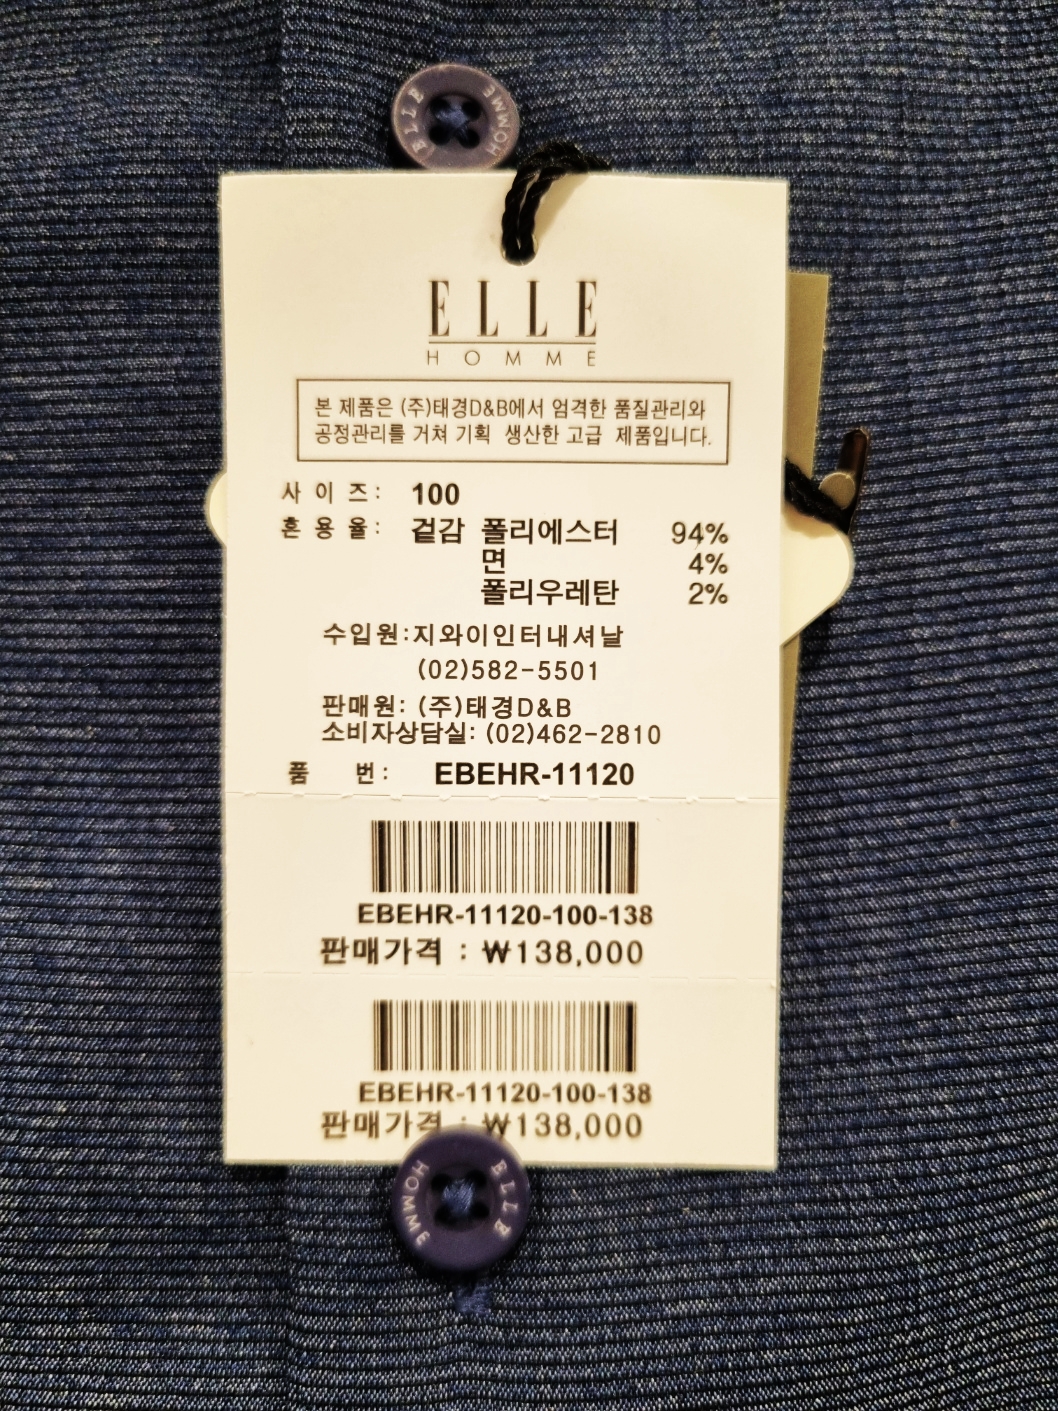 ELLE
HOMME
ELLE
HOMME
본 제품은 (주)태경D&B에서 엄격한 품질관리와
공정관리를 거쳐 기획 생산한 고급 제품입니다.
사 이 즈: 100
혼 용 율: 겉감 폴리에스터 94%
면 4%
폴리우레탄 2%
수입원:지와이인터내셔날
(02)582-5501
판매원: (주)태경D&B
소비자상담실: (02)462-2810
품 번: EBEHR-11120
EBEHR-11120-100-138
판매가격 : ₩138,000
EBEHR-11120-100-138
판매가격 : ₩138,000
HOMME ELLE